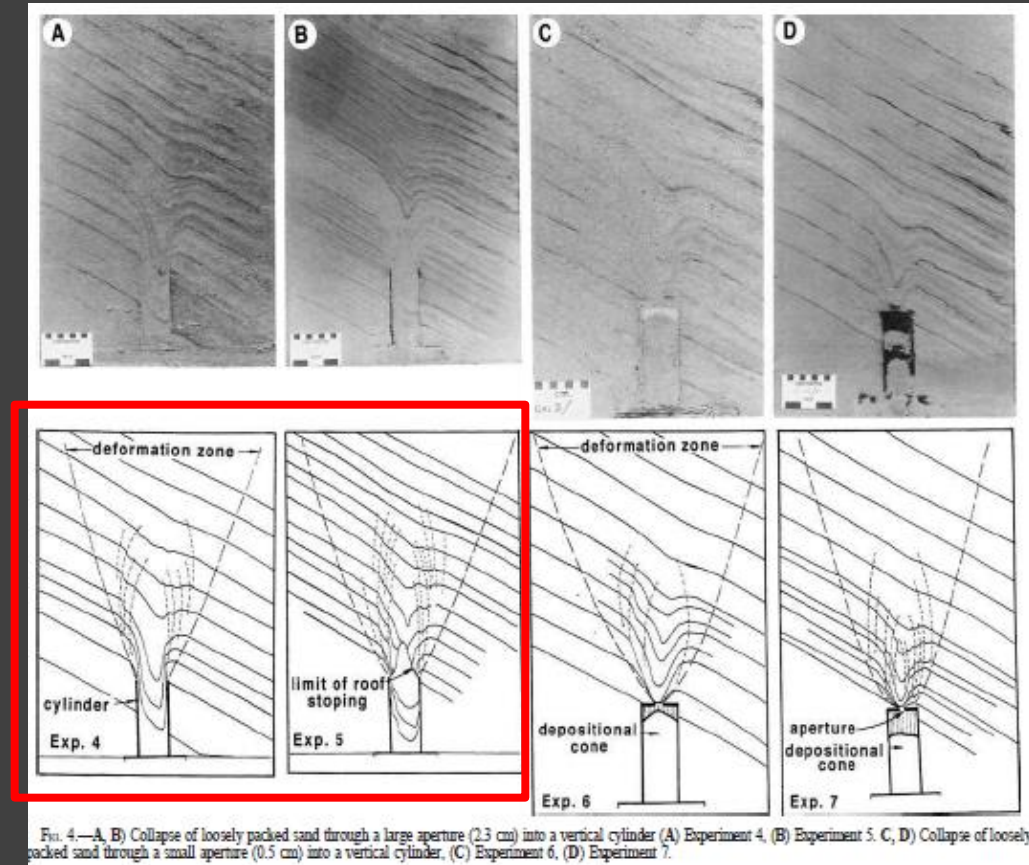 A
B
C
D
deformation zone
cylinder
Exp. 4
limit of roof
stoping
Exp. 5
deformation zone
depositional
cone
Exp. 6
aperture
depositional
cone
Exp. 7
FIG. 4.—A, B) Collapse of loosely packed sand through a large aperture (2.3 cm) into a vertical cylinder (A) Experiment 4, (B) Experiment 5. C, D) Collapse of loosely
packed sand through a small aperture (0.5 cm) into a vertical cylinder, (C) Experiment 6, (D) Experiment 7.